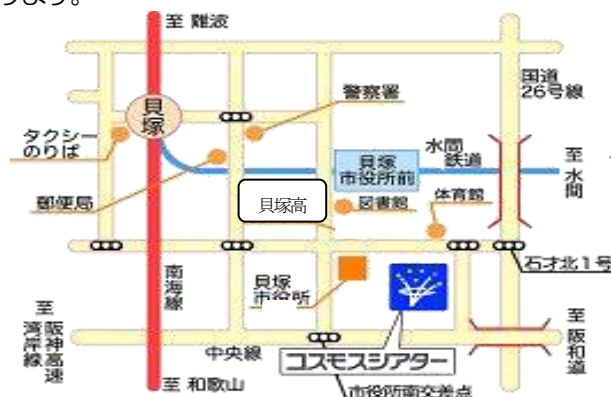 ります。
至 難波
国道
26号線
警察署
貝塚
タクシー
のりば
水間
鉄道
至
水間
貝塚
市役所前
郵便局
貝塚高
図書館
体育館
石才北1号
南海線
貝塚
市役所
至
阪神高速
湾岸線
至
阪和道
中央線
コスモスシアター
至 和歌山
市役所南交差点